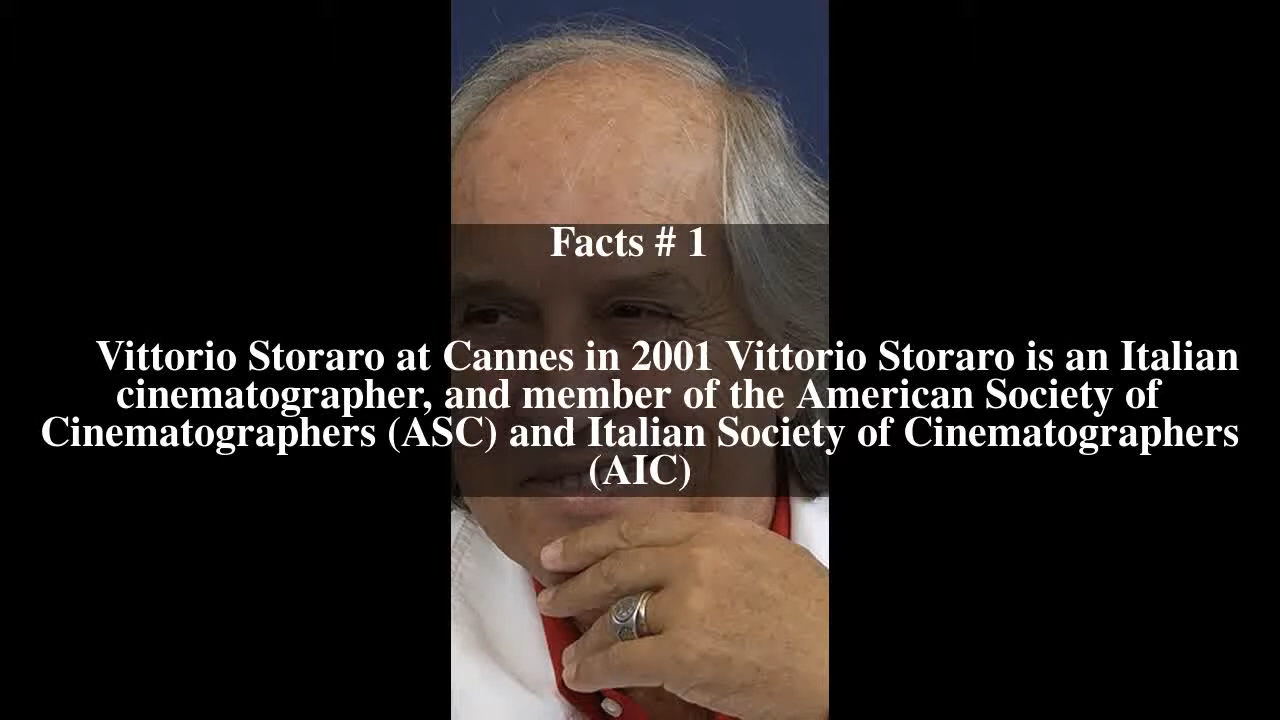 Facts # 1
Vittorio Storaro at Cannes in 2001 Vittorio Storaro is an Italian
cinematographer, and member of the American Society of
Cinematographers (ASC) and Italian Society of Cinematographers
(AIC)